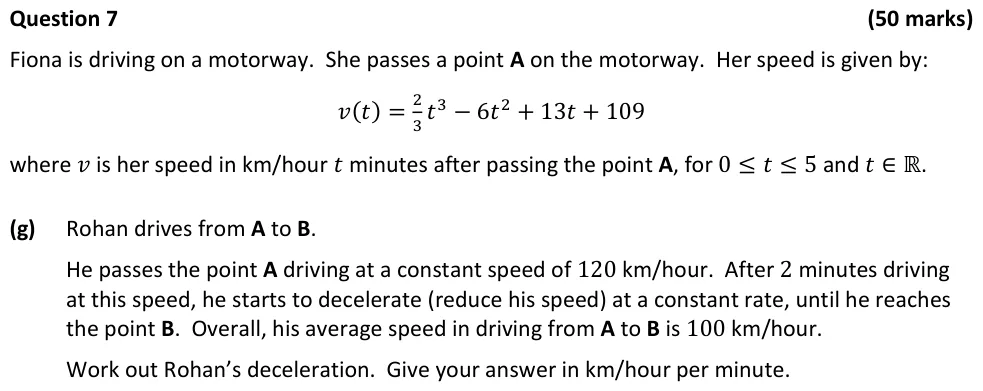 Question 7 (50 marks)
Fiona is driving on a motorway. She passes a point A on the motorway. Her speed is given by:
v(t) = 2/3 t³ − 6t² + 13t + 109
where v is her speed in km/hour t minutes after passing the point A, for 0 ≤ t ≤ 5 and t ∈ ℝ.
(g) Rohan drives from A to B.
He passes the point A driving at a constant speed of 120 km/hour. After 2 minutes driving
at this speed, he starts to decelerate (reduce his speed) at a constant rate, until he reaches
the point B. Overall, his average speed in driving from A to B is 100 km/hour.
Work out Rohan’s deceleration. Give your answer in km/hour per minute.